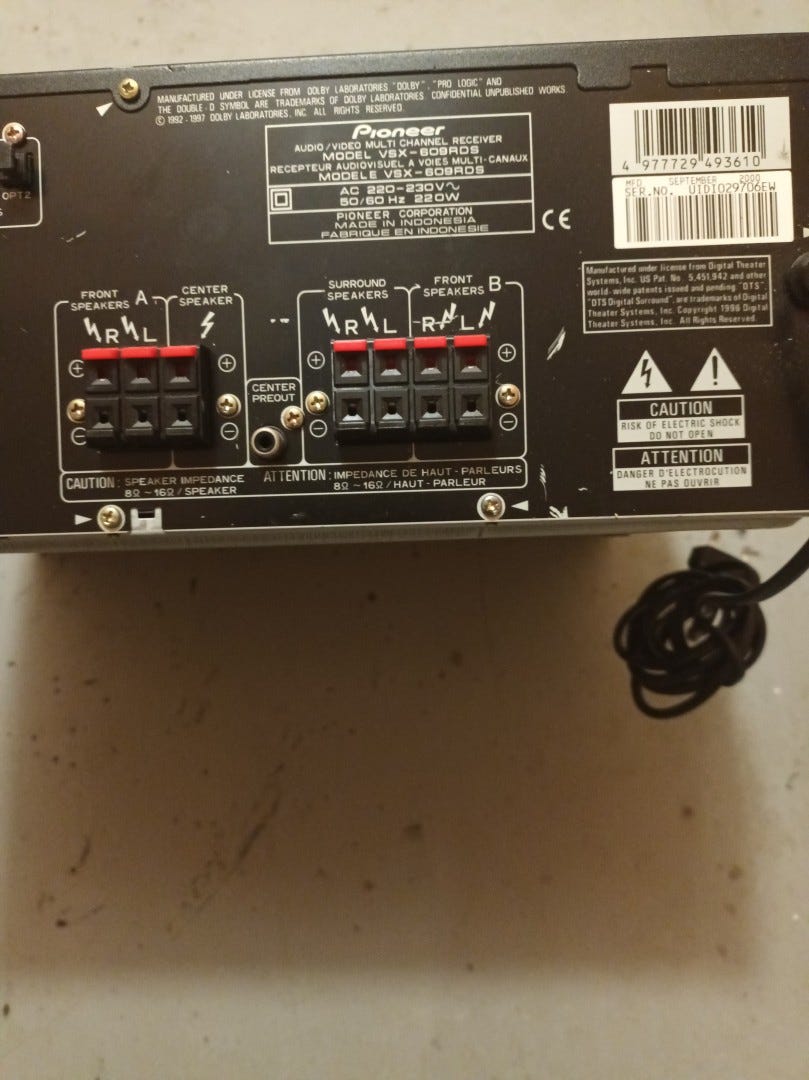 MANUFACTURED UNDER LICENSE FROM DOLBY LABORATORIES "DOLBY", "PRO LOGIC" AND
THE DOUBLE-D SYMBOL ARE TRADEMARKS OF DOLBY LABORATORIES. CONFIDENTIAL UNPUBLISHED WORKS
© 1992-1997 DOLBY LABORATORIES, INC. ALL RIGHTS RESERVED.
OPT2
S
Pioneer
AUDIO/VIDEO MULTI CHANNEL RECEIVER
MODEL VSX-609RDS
RECEPTEUR AUDIOVISUEL A VOIES MULTI-CANAUX
MODELE VSX-609RDS
AC 220-230V~
50/60 Hz 220W
PIONEER CORPORATION
MADE IN INDONESIA
FABRIQUE EN INDONESIE
CE
4 977729 493610
MFD SEPTEMBER 2000
SER.NO. UIDI029706EW
Manufactured under license from Digital Theater
Systems, Inc. US Pat. No. 5,451,942 and other
world-wide patents issued and pending. "DTS",
"DTS Digital Surround", are trademarks of Digital
Theater Systems, Inc. Copyright 1996 Digital
Theater Systems, Inc. All Rights Reserved.
FRONT SPEAKERS A
R L
CENTER SPEAKER
CENTER PREOUT
SURROUND SPEAKERS
R L
FRONT SPEAKERS B
R L
+ + + +
- - - -
CAUTION : SPEAKER IMPEDANCE
8Ω ~ 16Ω / SPEAKER
ATTENTION : IMPEDANCE DE HAUT-PARLEURS
8Ω ~ 16Ω / HAUT-PARLEUR
!
CAUTION
RISK OF ELECTRIC SHOCK
DO NOT OPEN
ATTENTION
DANGER D'ELECTROCUTION
NE PAS OUVRIR